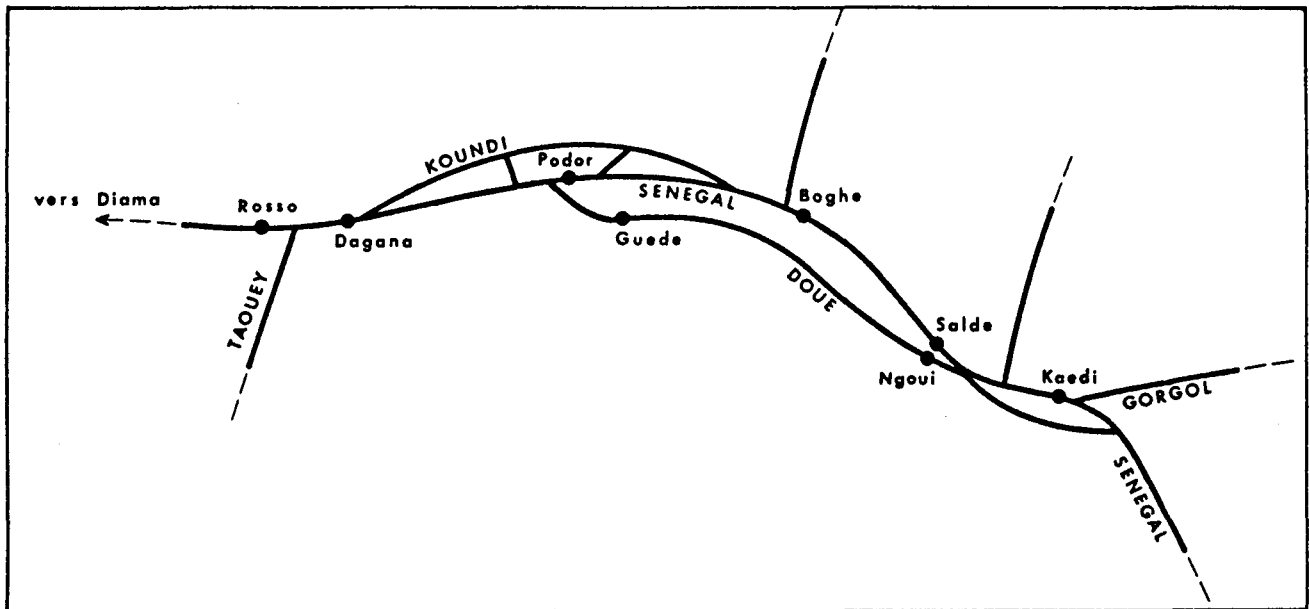 KOUNDI
Podor
vers Diama
Rosso
Dagana
SENEGAL
Boghe
Guede
TAOUEY
DOUE
Salde
Ngoui
Kaedi
GORGOL
SENEGAL